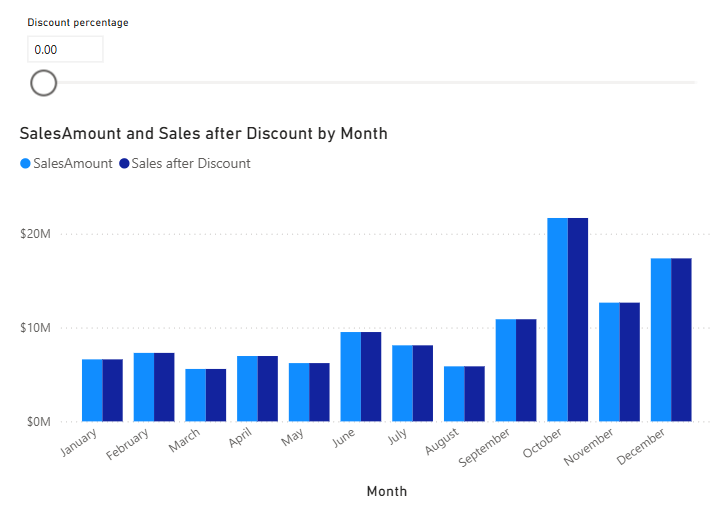 Discount percentage
0.00
SalesAmount and Sales after Discount by Month
SalesAmount Sales after Discount
$20M
$10M
$0M
January February March April May June July August September October November December
Month